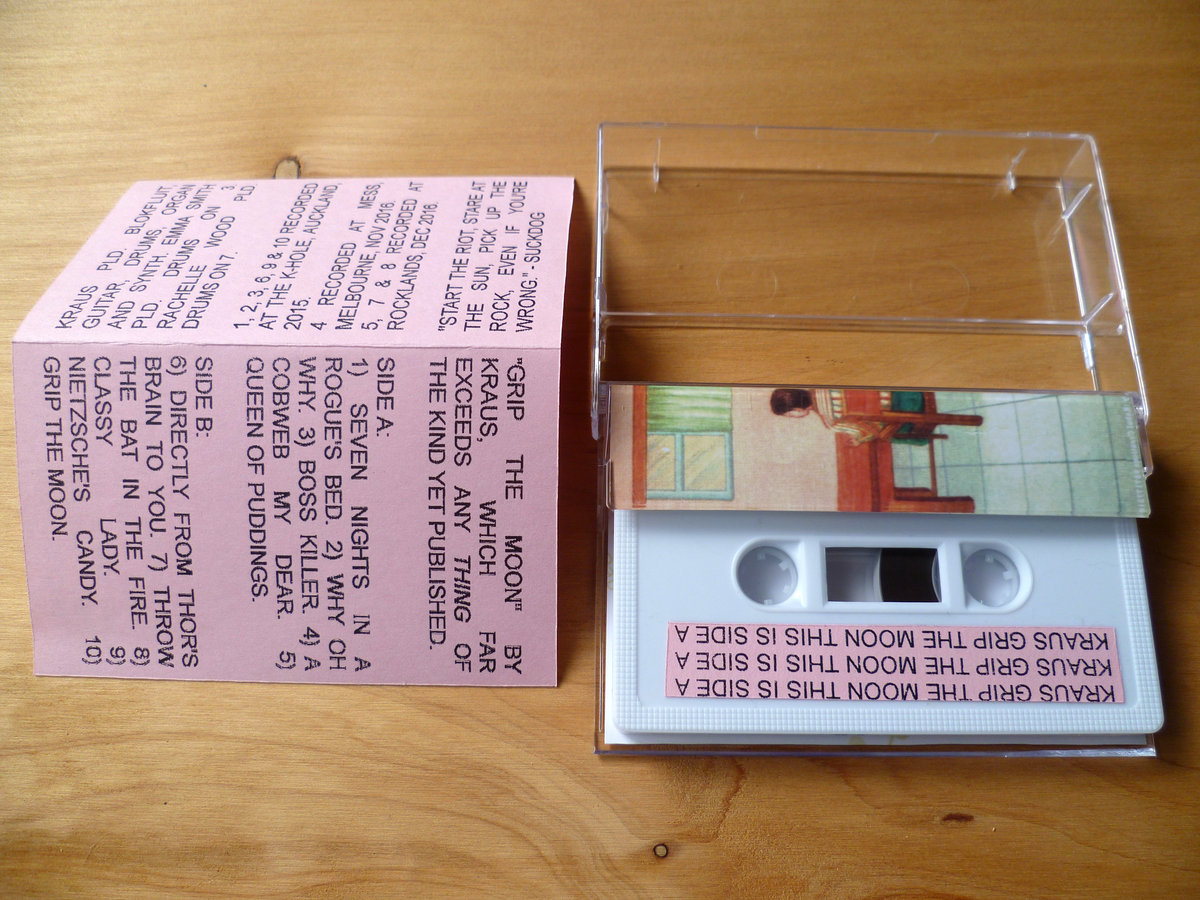 KRAUS PLD BLOKFLUIT,
GUITAR, DRUMS, ORGAN
AND SYNTH, EMMA SMITH
PLD. DRUMS ON 3.
RACHELLE WOOD PLD
DRUMS ON 7.
1, 2, 3, 6, 9 & 10 RECORDED
AT THE K-HOLE, AUCKLAND,
2015.
4 RECORDED AT MESS
MELBOURNE, NOV 2016.
5, 7 & 8 RECORDED AT
ROCKLANDS, DEC 2016.
"START THE RIOT, STARE AT
THE SUN, PICK UP THE
ROCK, EVEN IF YOU'RE
WRONG." - SUCKDOG
"GRIP THE MOON" BY
KRAUS, WHICH FAR
EXCEEDS ANY THING OF
THE KIND YET PUBLISHED.
SIDE A:
1) SEVEN NIGHTS IN A
ROGUE'S BED. 2) WHY OH
WHY. 3) BOSS KILLER. 4) A
COBWEB MY DEAR. 5)
QUEEN OF PUDDINGS.
SIDE B:
6) DIRECTLY FROM THOR'S
BRAIN TO YOU. 7) THROW
THE BAT IN THE FIRE. 8)
CLASSY LADY. 9)
NIETZSCHE'S CANDY. 10)
GRIP THE MOON.
KRAUS GRIP THE MOON THIS IS SIDE A
KRAUS GRIP THE MOON THIS IS SIDE A
KRAUS GRIP THE MOON THIS IS SIDE A